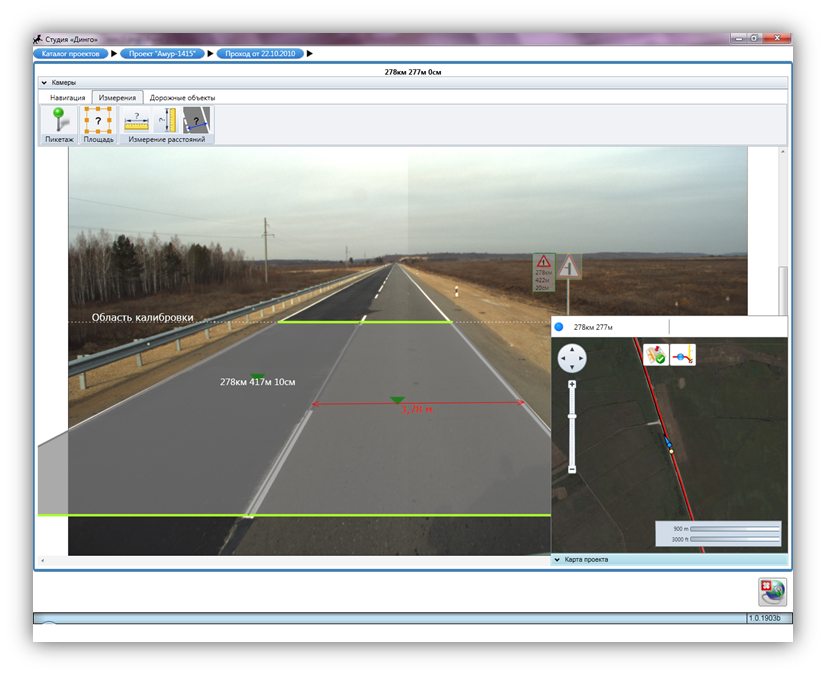 Студия «Динго»
Каталог проектов
Проект "Амур-1415"
Проход от 22.10.2010
278км 277м 0см
Камеры
Навигация
Измерения
Дорожные объекты
?
?
?
?
Пикетаж
Площадь
Измерение расстояний
278км
422м
20см
Область калибровки
278км 277м
278км 417м 10см
3,78 м
900 m
3000 ft
Карта проекта
1.0.1903b